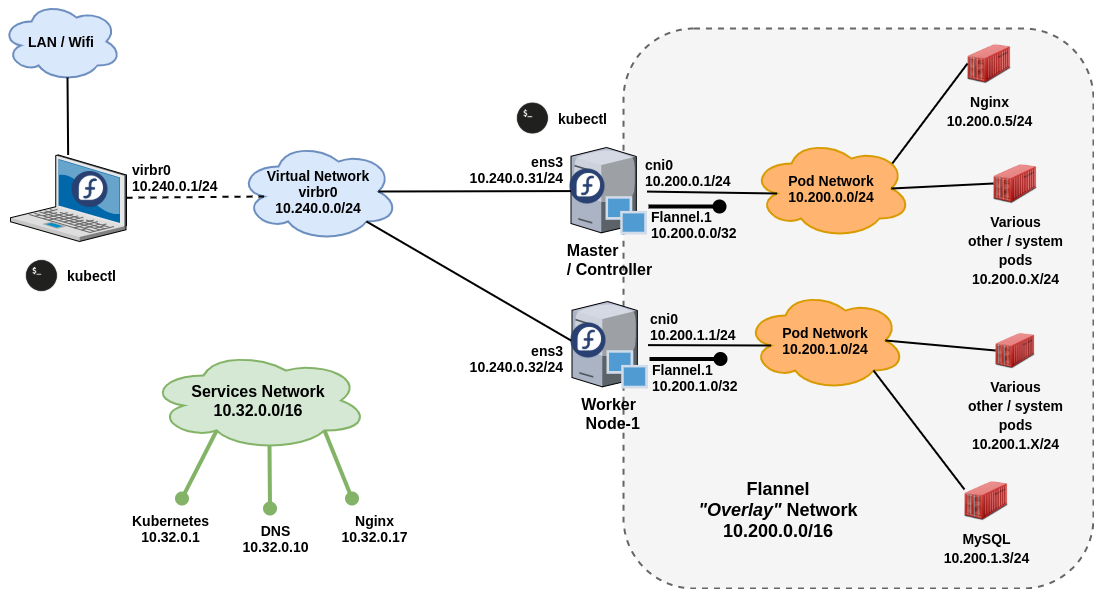 LAN / Wifi
virbr0
10.240.0.1/24
$_ kubectl
Virtual Network
virbr0
10.240.0.0/24
$_ kubectl
ens3
10.240.0.31/24
cni0
10.200.0.1/24
Flannel.1
10.200.0.0/32
Master
/ Controller
Pod Network
10.200.0.0/24
Nginx
10.200.0.5/24
Various
other / system
pods
10.200.0.X/24
ens3
10.240.0.32/24
cni0
10.200.1.1/24
Flannel.1
10.200.1.0/32
Worker
Node-1
Pod Network
10.200.1.0/24
Various
other / system
pods
10.200.1.X/24
MySQL
10.200.1.3/24
Flannel
"Overlay" Network
10.200.0.0/16
Services Network
10.32.0.0/16
Kubernetes
10.32.0.1
DNS
10.32.0.10
Nginx
10.32.0.17